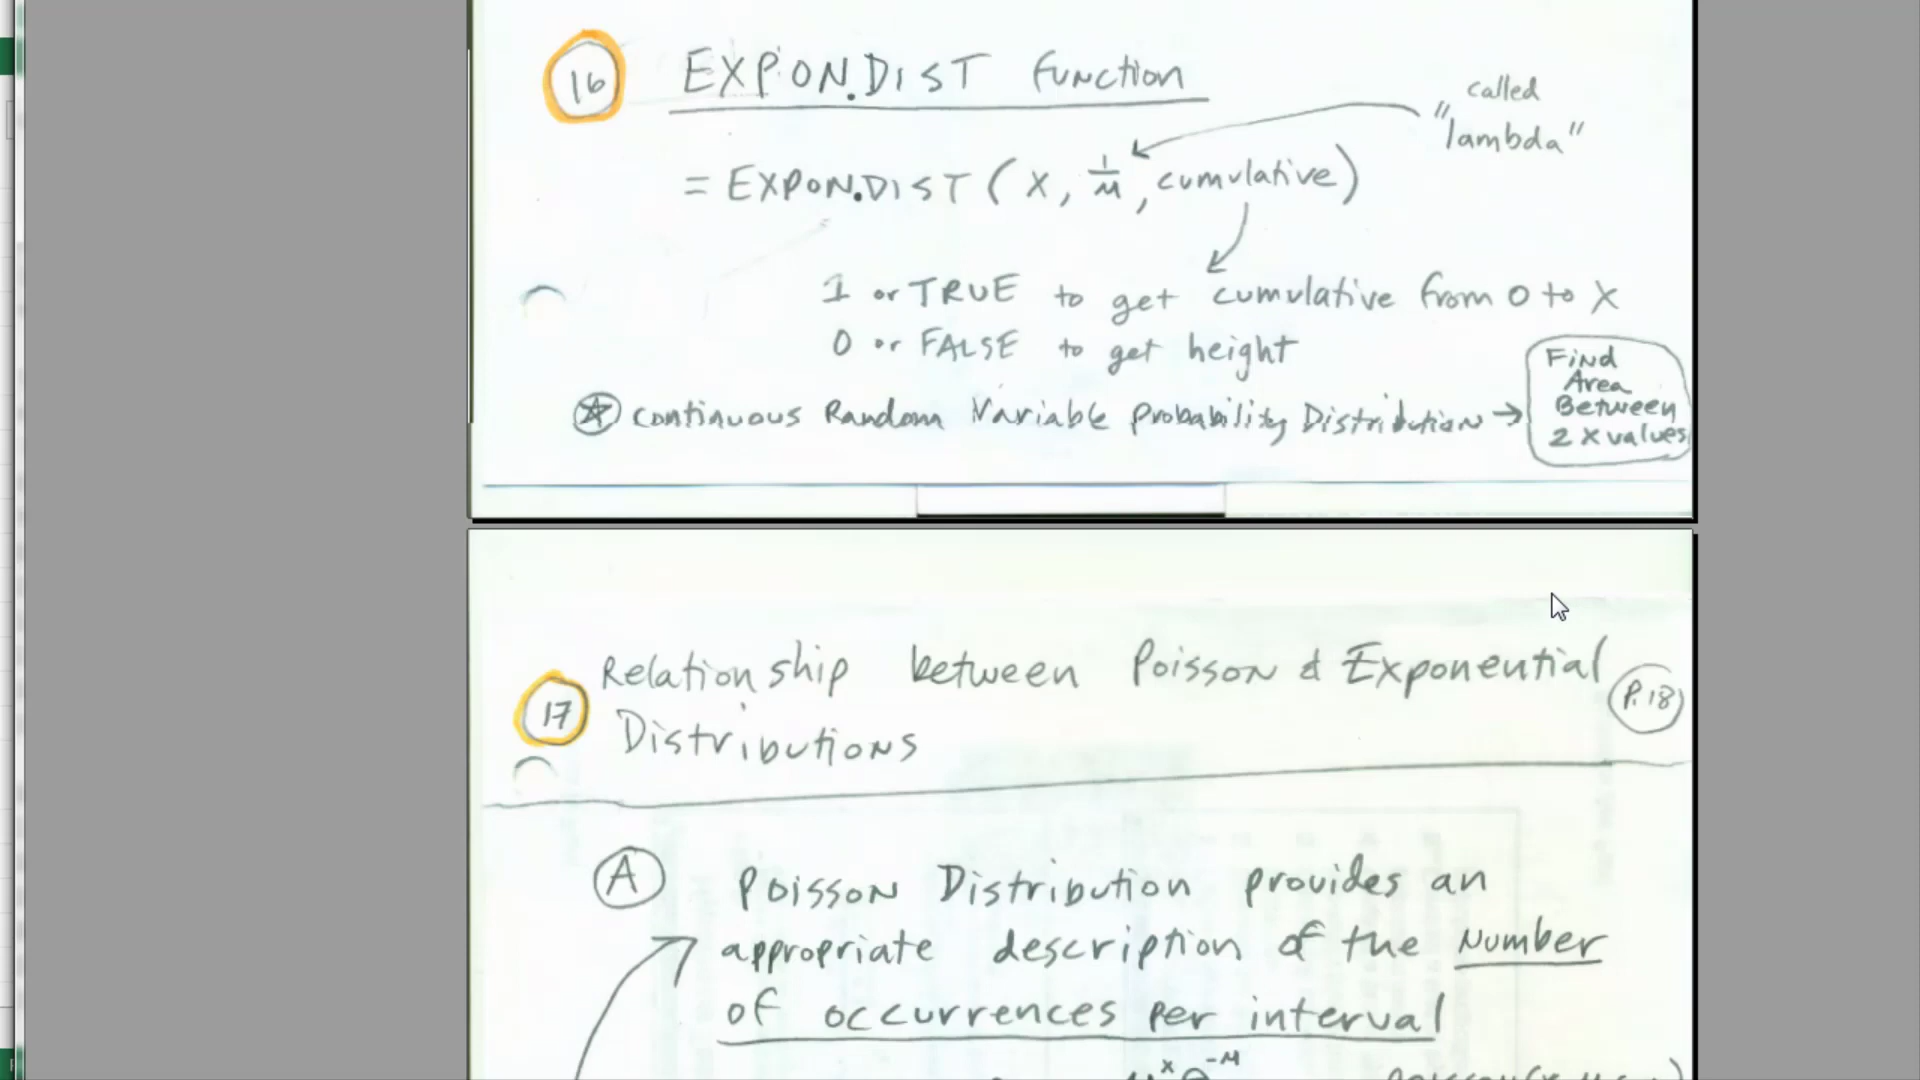 16 EXPON.DIST Function
called
"lambda"
= EXPON.DIST ( X, 1/μ, cumulative)
1 or TRUE to get cumulative from 0 to X
0 or FALSE to get height
Continuous Random Variable Probability Distribution →
Find
Area
Between
2 X values
17 Relationship between Poisson & Exponential
Distributions
P.18
A Poisson Distribution provides an
appropriate description of the Number
of occurrences per interval